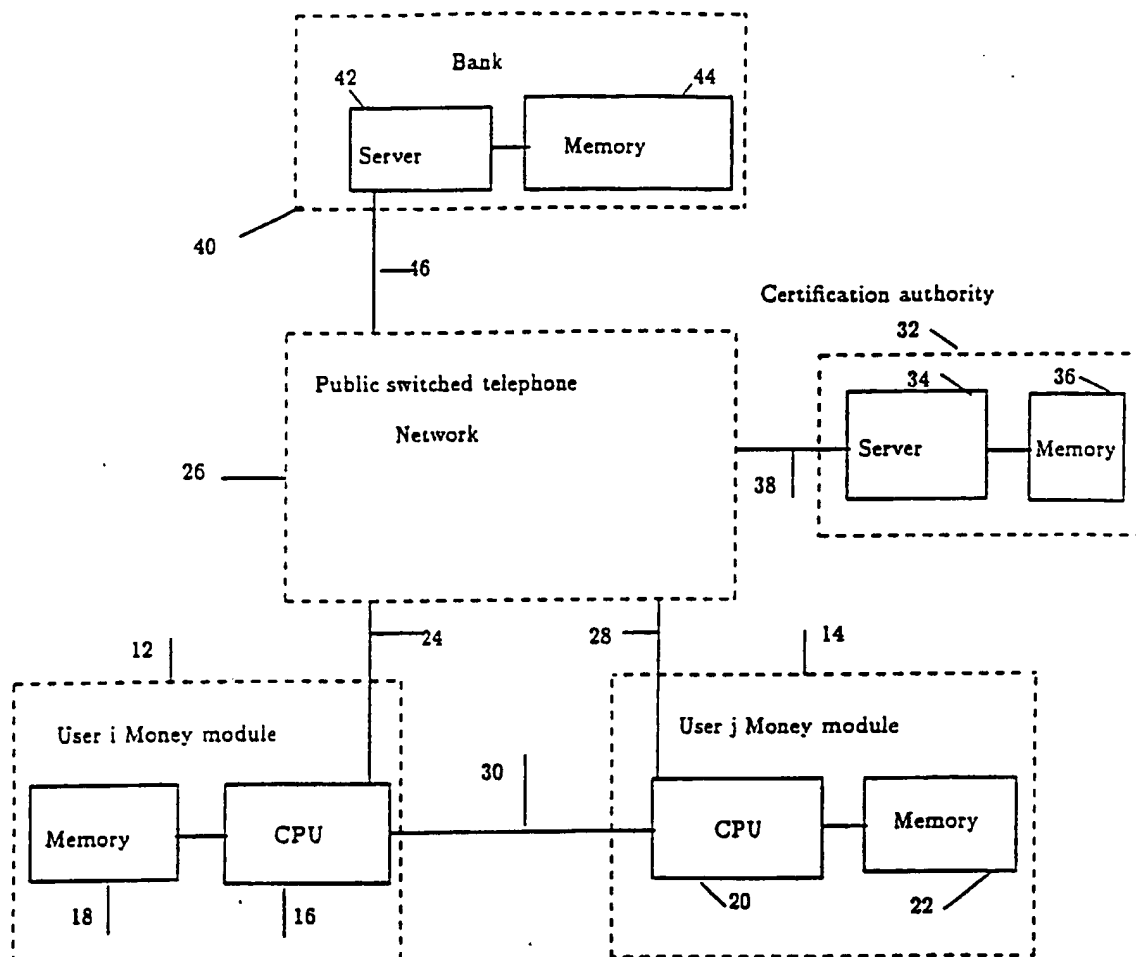 Bank
42
44
Server
Memory
40
46
Certification authority
32
Public switched telephone
Network
34
36
Server
Memory
26
38
12
24
28
14
User i Money module
User j Money module
30
Memory
CPU
CPU
Memory
18
16
20
22